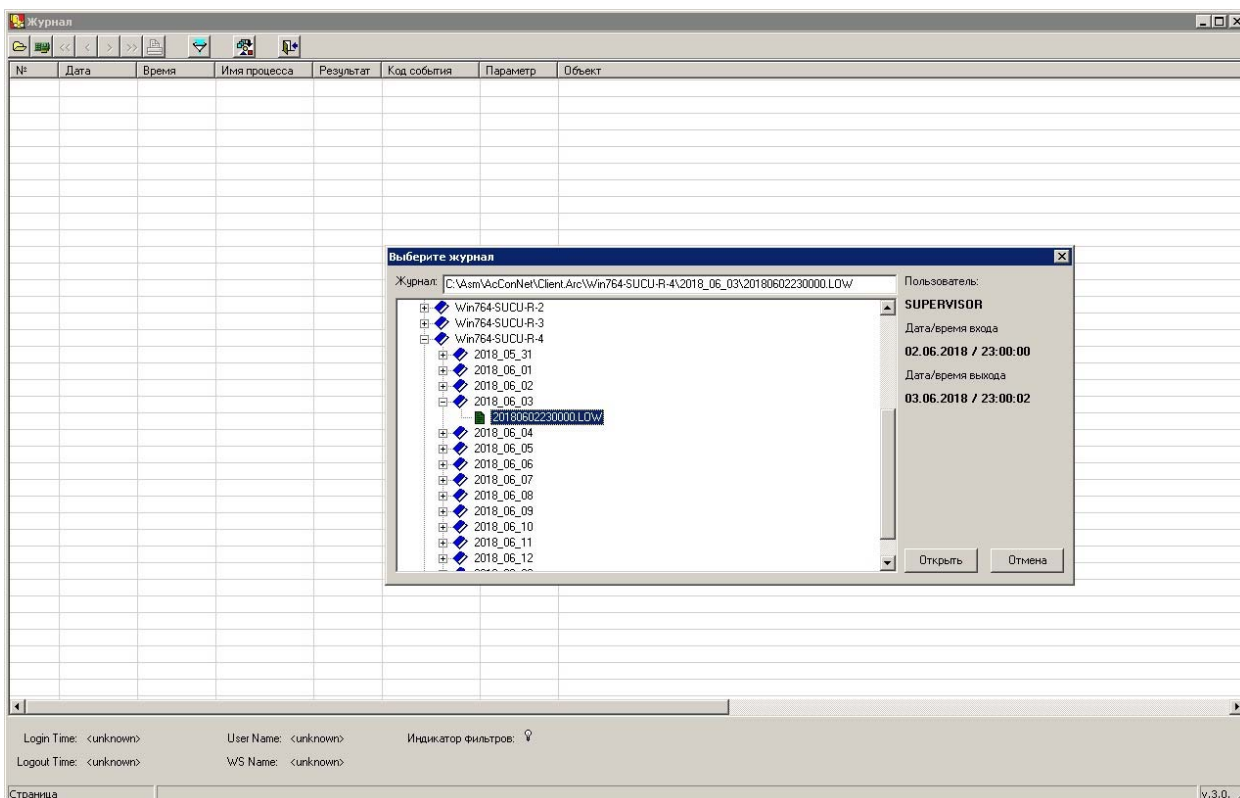 Журнал
№ Дата Время Имя процесса Результат Код события Параметр Объект
Выберите журнал
Журнал: C:\Asm\AcConNet\Client.Arc\Win764-SUCU-R-4\2018_06_03\20180602230000.LOW
Win764-SUCU-R-2
Win764-SUCU-R-3
Win764-SUCU-R-4
2018_05_31
2018_06_01
2018_06_02
2018_06_03
20180602230000.LOW
2018_06_04
2018_06_05
2018_06_06
2018_06_07
2018_06_08
2018_06_09
2018_06_10
2018_06_11
2018_06_12
Пользователь:
SUPERVISOR
Дата/время входа
02.06.2018 / 23:00:00
Дата/время выхода
03.06.2018 / 23:00:02
Открыть Отмена
Login Time: <unknown> User Name: <unknown> Индикатор фильтров:
Logout Time: <unknown> WS Name: <unknown>
Страница v.3.0.